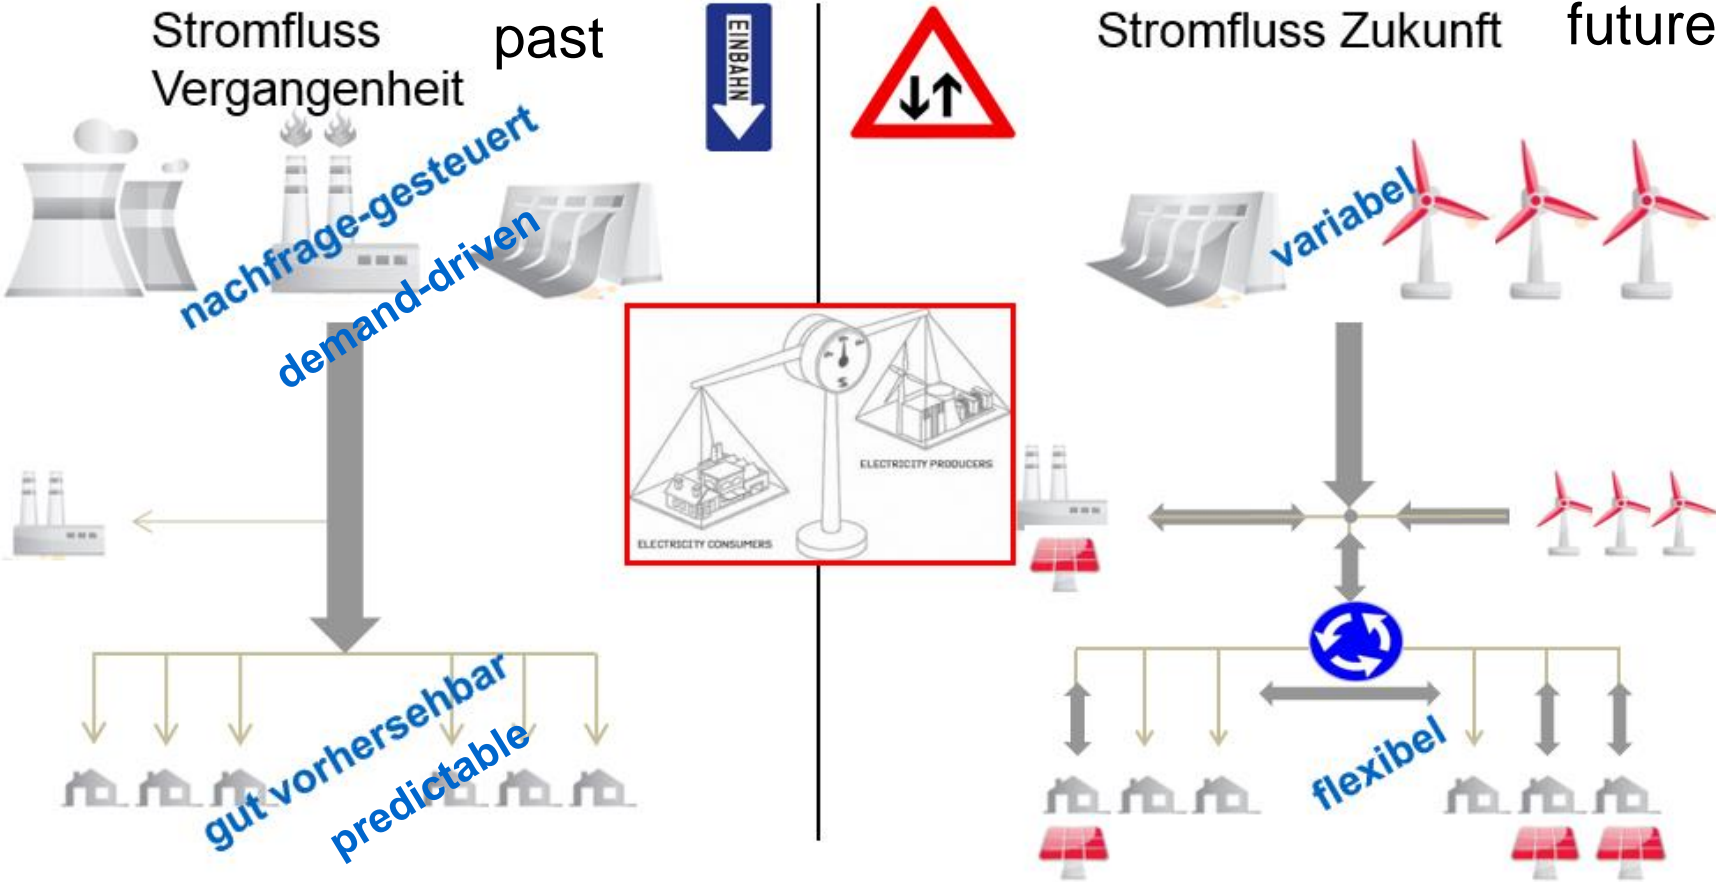 Stromfluss
Vergangenheit
past
EINBAHN
Stromfluss Zukunft
future
nachfrage-gesteuert
demand-driven
variabel
ELECTRICITY PRODUCERS
ELECTRICITY CONSUMERS
gut vorhersehbar
predictable
flexibel